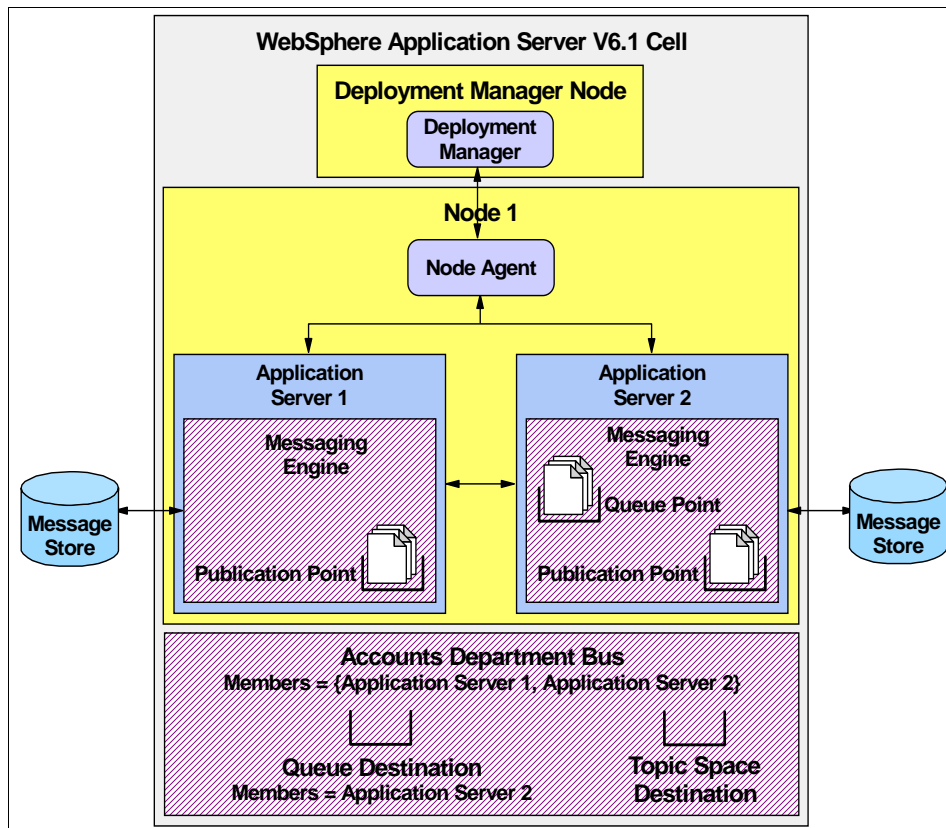 WebSphere Application Server V6.1 Cell
Deployment Manager Node
Deployment
Manager
Node 1
Node Agent
Application
Server 1
Messaging
Engine
Publication Point
Application
Server 2
Messaging
Engine
Queue Point
Publication Point
Message
Store
Message
Store
Accounts Department Bus
Members = {Application Server 1, Application Server 2}
Queue Destination
Members = Application Server 2
Topic Space
Destination